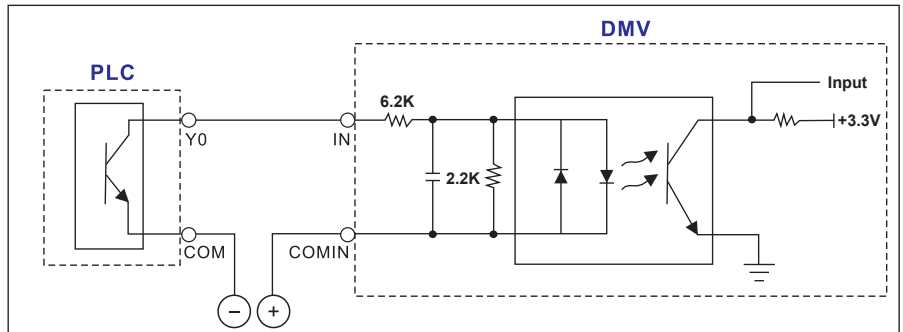 DMV
PLC
Input
6.2K
+3.3V
Y0
IN
2.2K
COM
COMIN
− +